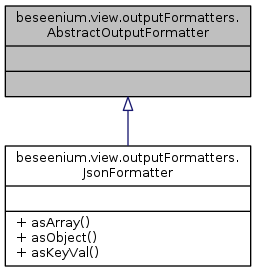 beseenium.view.outputFormatters.
AbstractOutputFormatter
beseenium.view.outputFormatters.
JsonFormatter
+ asArray()
+ asObject()
+ asKeyVal()